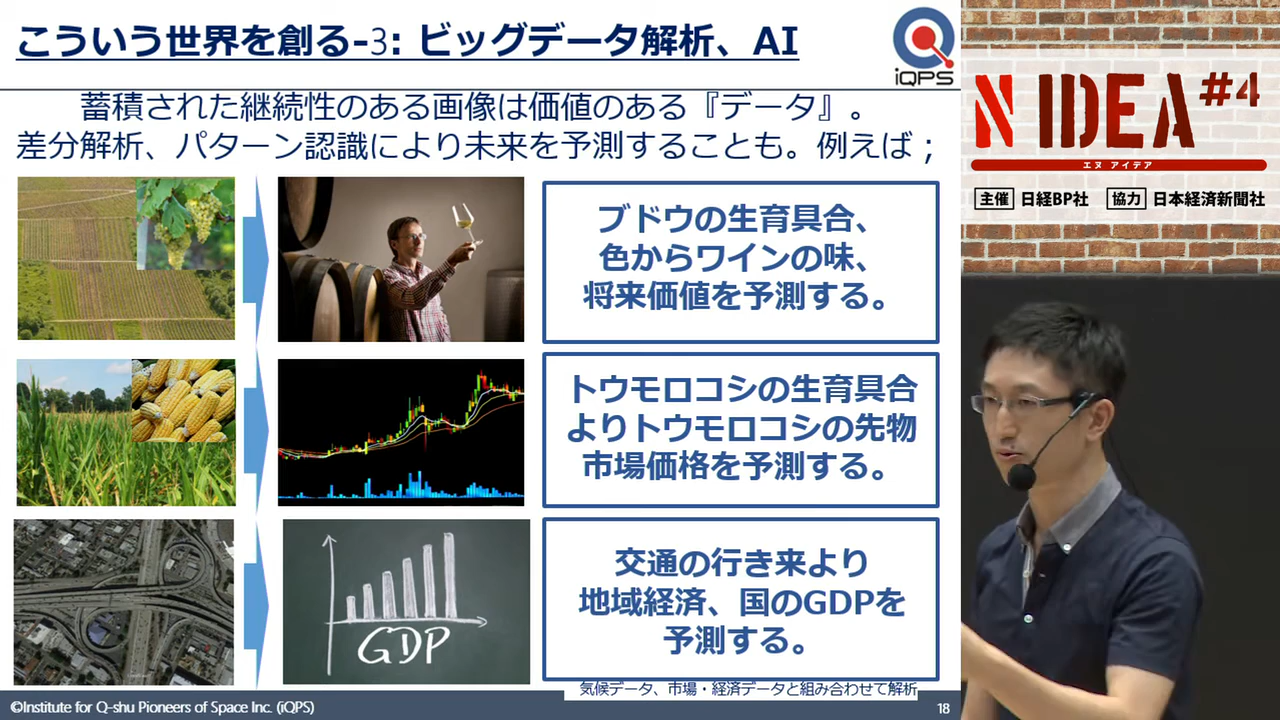 こういう世界を創る-3: ビッグデータ解析、AI
iQPS
蓄積された継続性のある画像は価値のある『データ』。
差分解析、パターン認識により未来を予測することも。例えば；
ブドウの生育具合、
色からワインの味、
将来価値を予測する。
トウモロコシの生育具合
よりトウモロコシの先物
市場価格を予測する。
GDP
交通の行き来より
地域経済、国のGDPを
予測する。
気候データ、市場・経済データと組み合わせて解析
©Institute for Q-shu Pioneers of Space Inc. (iQPS)
18
N IDEA #4
エヌ アイデア
主催 日経BP社 協力 日本経済新聞社